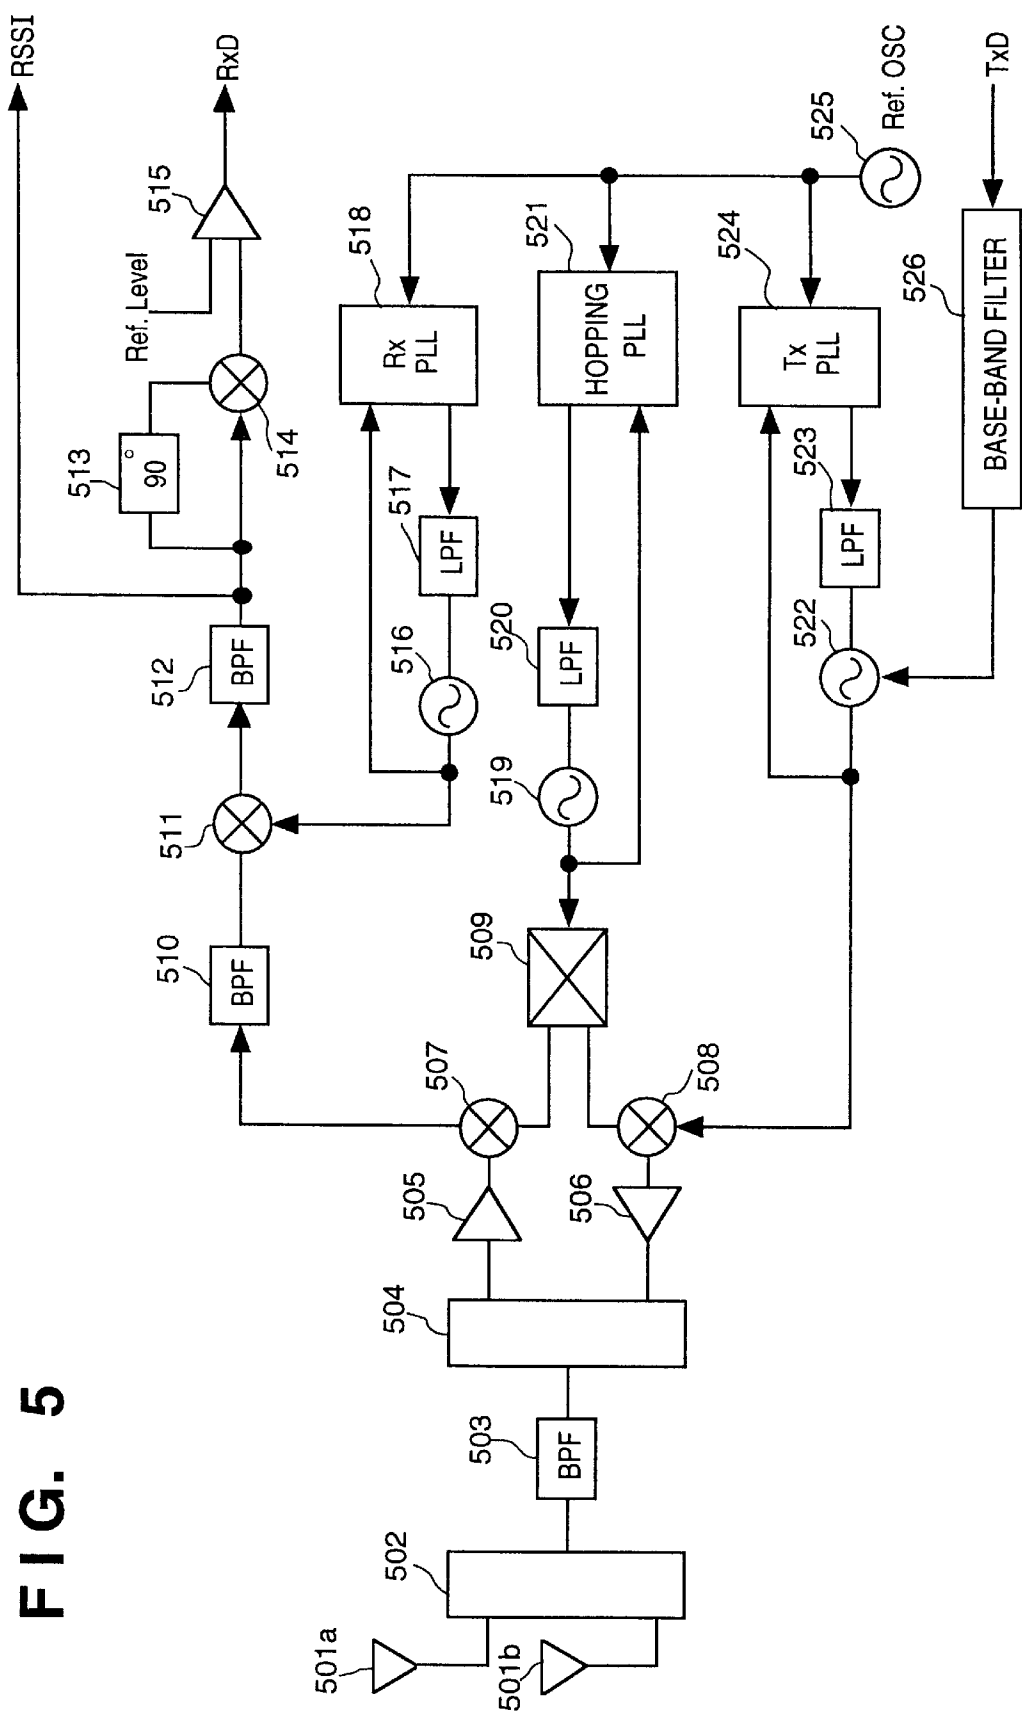 FIG. 5
501a
501b
502
503
BPF
504
505
506
507
508
509
510
BPF
511
512
BPF
513
90°
514
Ref. Level
515
RSSI
RxD
516
517
LPF
518
Rx
PLL
519
520
LPF
521
HOPPING
PLL
522
523
LPF
524
Tx
PLL
525
Ref. OSC
526
BASE-BAND FILTER
TxD